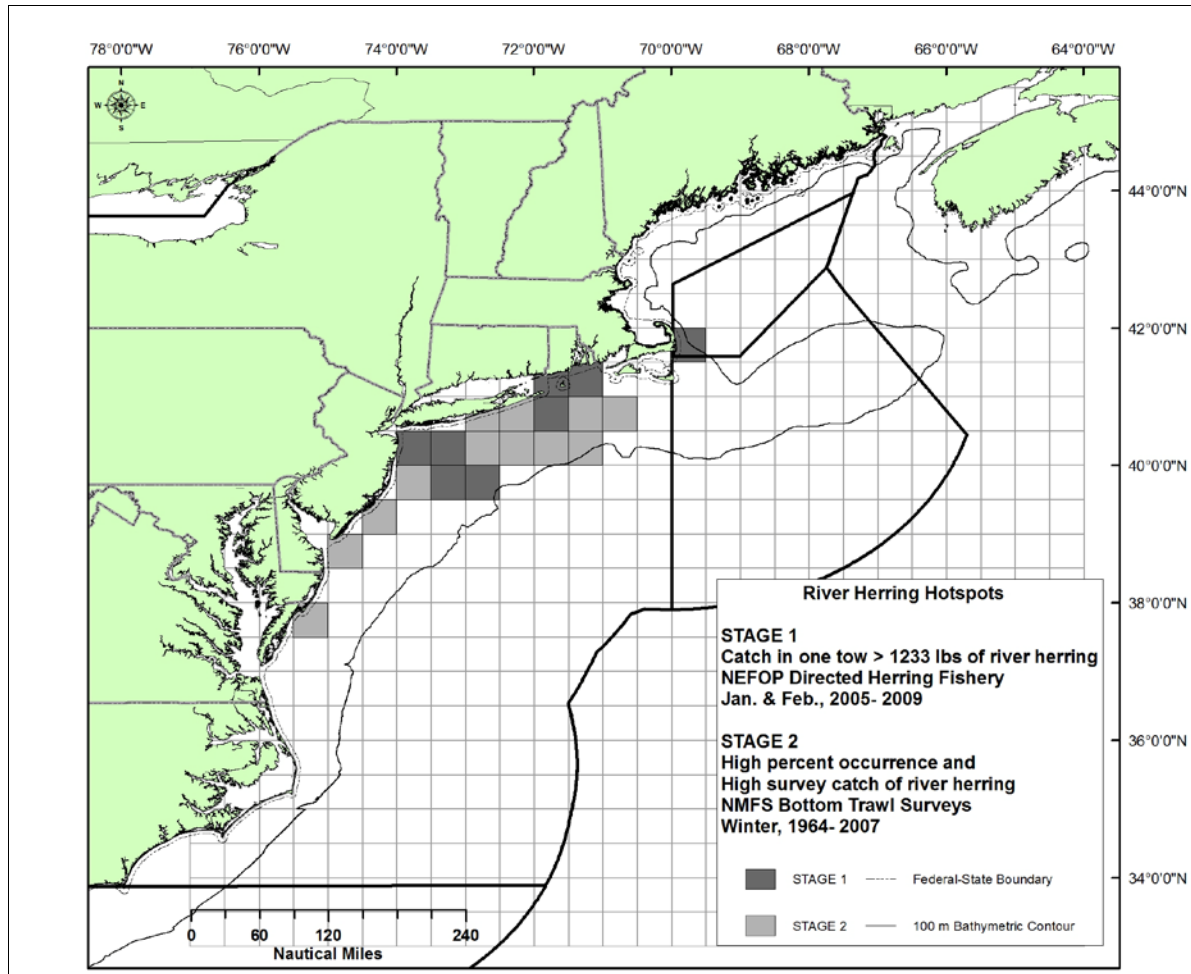 78°0'0"W 76°0'0"W 74°0'0"W 72°0'0"W 70°0'0"W 68°0'0"W 66°0'0"W 64°0'0"W
N
W E
S
44°0'0"N
42°0'0"N
40°0'0"N
38°0'0"N
36°0'0"N
34°0'0"N
River Herring Hotspots
STAGE 1
Catch in one tow > 1233 lbs of river herring
NEFOP Directed Herring Fishery
Jan. & Feb., 2005- 2009
STAGE 2
High percent occurrence and
High survey catch of river herring
NMFS Bottom Trawl Surveys
Winter, 1964- 2007
STAGE 1 Federal-State Boundary
STAGE 2 100 m Bathymetric Contour
0 60 120 240
Nautical Miles